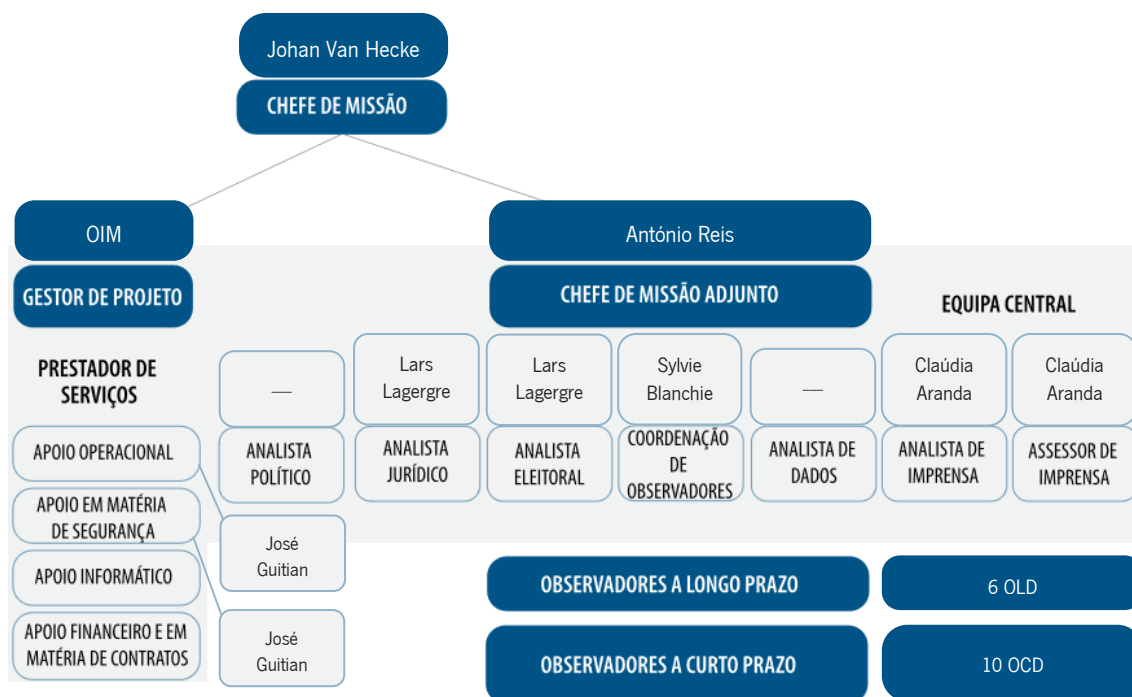 Johan Van Hecke
CHEFE DE MISSÃO
OIM
António Reis
GESTOR DE PROJETO
CHEFE DE MISSÃO ADJUNTO
EQUIPA CENTRAL
PRESTADOR DE
SERVIÇOS
—
Lars
Lagergre
Lars
Lagergre
Sylvie
Blanchie
—
Claúdia
Aranda
Claúdia
Aranda
APOIO OPERACIONAL
ANALISTA
POLÍTICO
ANALISTA
JURÍDICO
ANALISTA
ELEITORAL
COORDENAÇÃO
DE
OBSERVADORES
ANALISTA DE
DADOS
ANALISTA DE
IMPRENSA
ASSESSOR DE
IMPRENSA
APOIO EM MATÉRIA
DE SEGURANÇA
José
Guitian
APOIO INFORMÁTICO
OBSERVADORES A LONGO PRAZO
6 OLD
APOIO FINANCEIRO E EM
MATÉRIA DE CONTRATOS
José
Guitian
OBSERVADORES A CURTO PRAZO
10 OCD